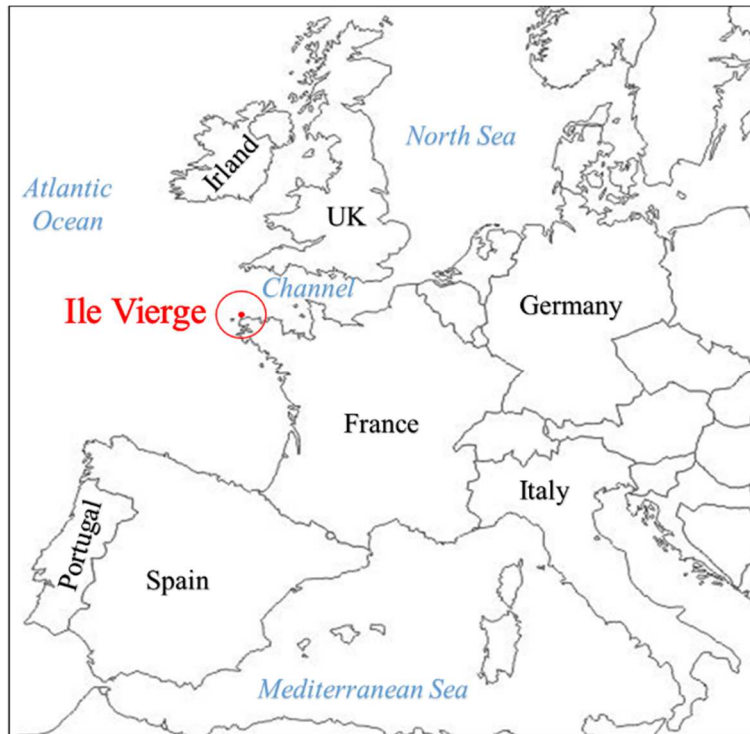 North Sea
Irland
Atlantic
Ocean
UK
Channel
Ile Vierge
Germany
France
Italy
Portugal
Spain
Mediterranean Sea